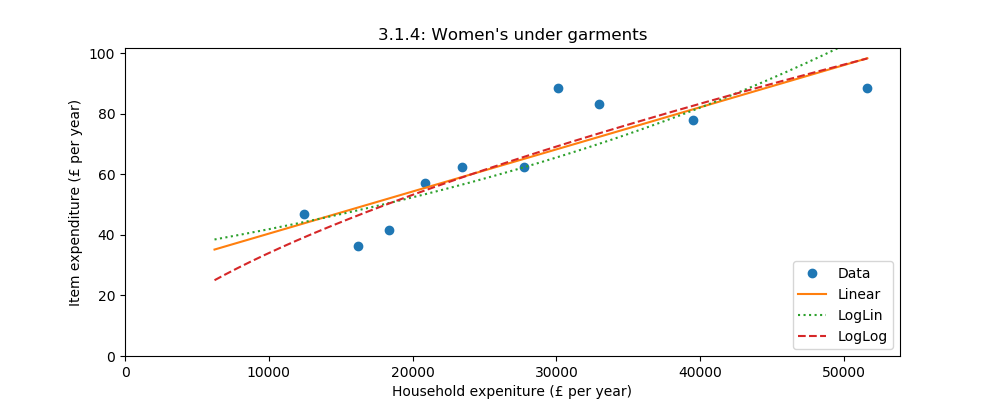 3.1.4: Women's under garments
Item expenditure (£ per year)
100
80
60
40
20
0
0 10000 20000 30000 40000 50000
Household expeniture (£ per year)
Data
Linear
LogLin
LogLog